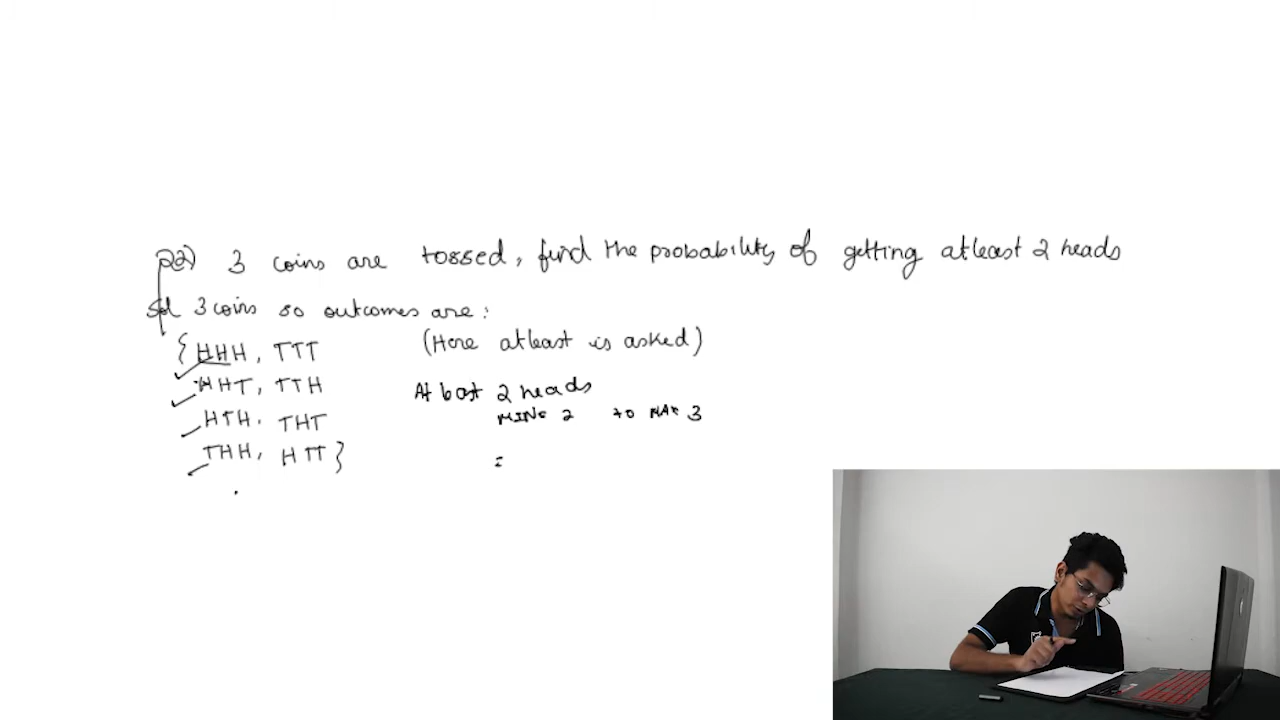 Q2) 3 coins are tossed, find the probability of getting atleast 2 heads
Sol 3 coins so outcomes are:
{HHH, TTT
(Here atleast is asked)
HHT, TTH
At least 2 heads
HTH, THT
MIN 2 to MAX 3
THH, HTT}
=